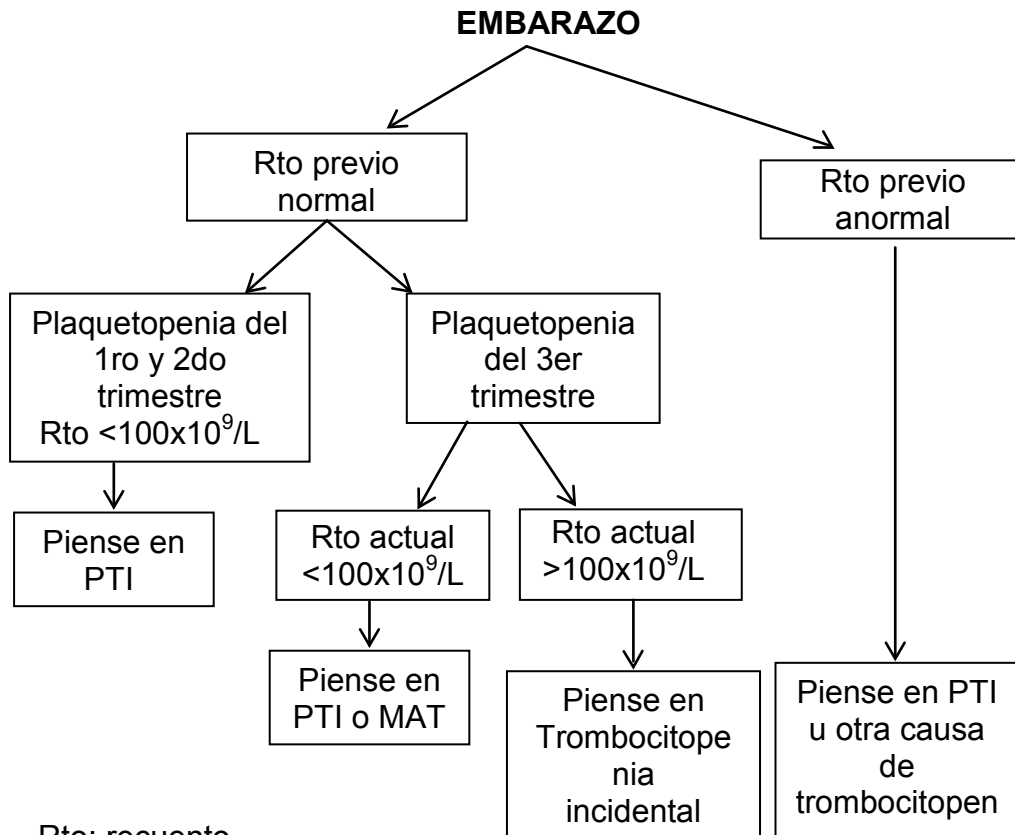 EMBARAZO
Rto previo
normal
Rto previo
anormal
Plaquetopenia del
1ro y 2do
trimestre
Rto <100x10⁹/L
Plaquetopenia
del 3er
trimestre
Piense en
PTI
Rto actual
<100x10⁹/L
Rto actual
>100x10⁹/L
Piense en
PTI o MAT
Piense en
Trombocitope
nia
incidental
Piense en PTI
u otra causa
de
trombocitopen
Rto: recuento